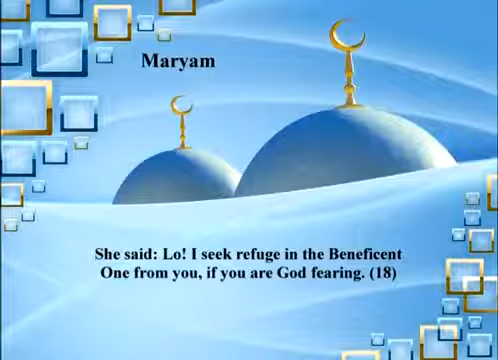 Maryam
She said: Lo! I seek refuge in the Beneficent
One from you, if you are God fearing. (18)